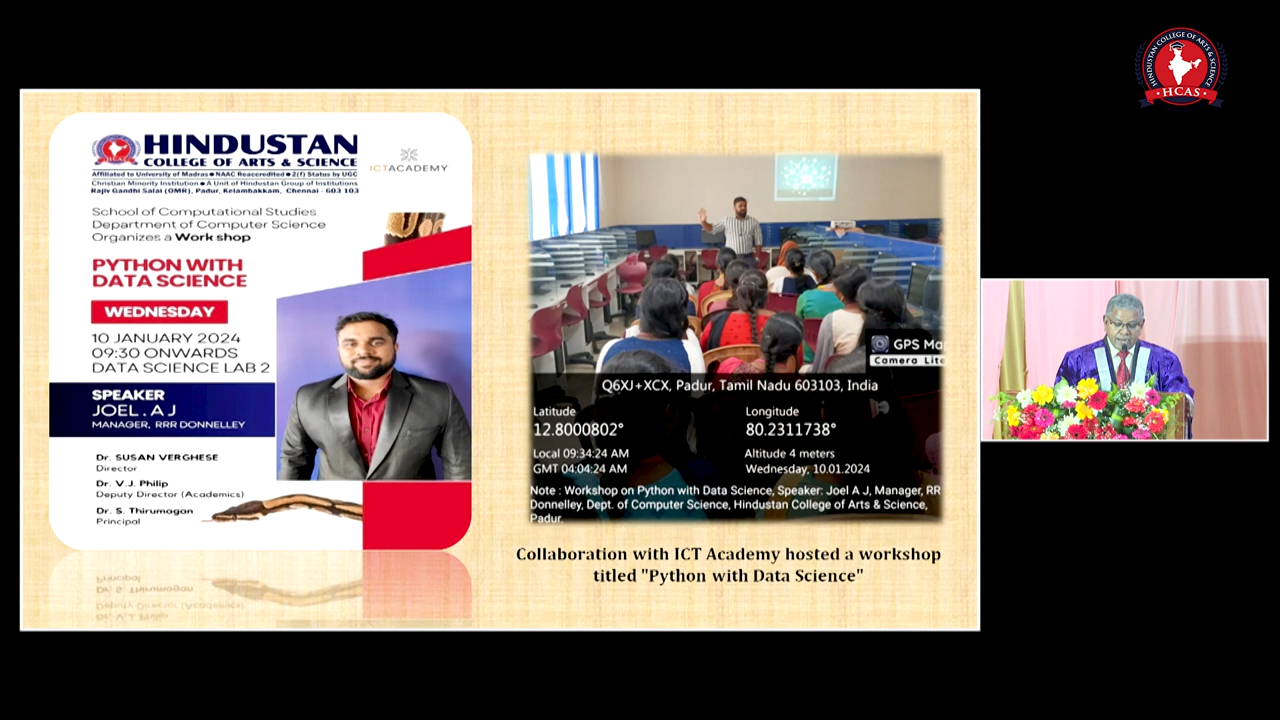 HINDUSTAN COLLEGE OF ARTS & SCIENCE
HCAS
HCAS
HINDUSTAN
COLLEGE OF ARTS & SCIENCE
Affiliated to University of Madras ● NAAC Reaccredited ● 2(f) Status by UGC
Christian Minority Institution ● A Unit of Hindustan Group of Institutions
Rajiv Gandhi Salai (OMR), Padur, Kelambakkam, Chennai - 603 103
ICTACADEMY
School of Computational Studies
Department of Computer Science
Organizes a Work shop
PYTHON WITH
DATA SCIENCE
WEDNESDAY
10 JANUARY 2024
09:30 ONWARDS
DATA SCIENCE LAB 2
SPEAKER
JOEL . A J
MANAGER, RRR DONNELLEY
Dr. SUSAN VERGHESE
Director
Dr. V.J. Philip
Deputy Director (Academics)
Dr. S. Thirumagan
Principal
GPS Ma
Camera Lite
Q6XJ+XCX, Padur, Tamil Nadu 603103, India
Latitude
12.8000802°
Longitude
80.2311738°
Local 09:34:24 AM
GMT 04:04:24 AM
Altitude 4 meters
Wednesday, 10.01.2024
Note : Workshop on Python with Data Science, Speaker: Joel A J, Manager, RR
Donnelley, Dept. of Computer Science, Hindustan College of Arts & Science,
Padur.
Collaboration with ICT Academy hosted a workshop
titled "Python with Data Science"